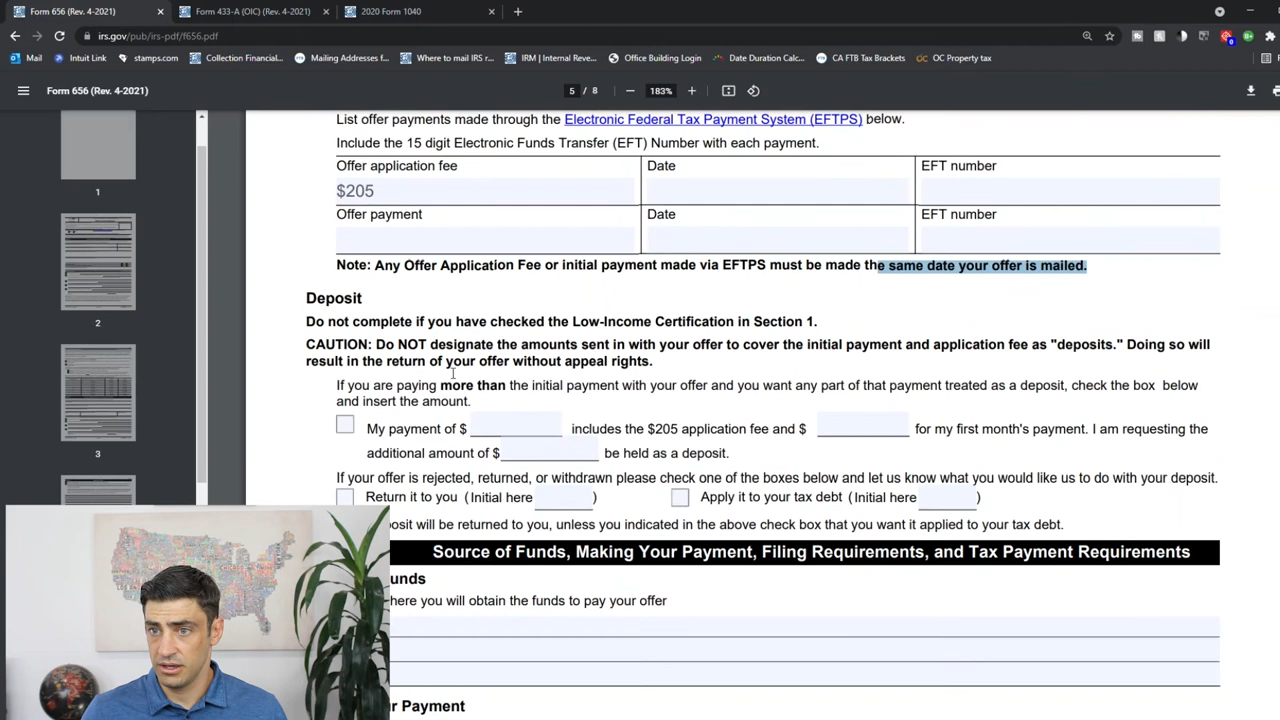 Form 656 (Rev. 4-2021)
Form 433-A (OIC) (Rev. 4-2021)
2020 Form 1040
irs.gov/pub/irs-pdf/f656.pdf
Mail
Intuit Link
stamps.com
Collection Financial...
Mailing Addresses f...
Where to mail IRS r...
IRM | Internal Reve...
Office Building Login
Date Duration Calc...
CA FTB Tax Brackets
OC Property tax
Form 656 (Rev. 4-2021)
5 / 8
183%
1
2
3
List offer payments made through the Electronic Federal Tax Payment System (EFTPS) below.
Include the 15 digit Electronic Funds Transfer (EFT) Number with each payment.
Offer application fee Date EFT number
$205
Offer payment Date EFT number
Note: Any Offer Application Fee or initial payment made via EFTPS must be made the same date your offer is mailed.
Deposit
Do not complete if you have checked the Low-Income Certification in Section 1.
CAUTION: Do NOT designate the amounts sent in with your offer to cover the initial payment and application fee as "deposits." Doing so will
result in the return of your offer without appeal rights.
If you are paying more than the initial payment with your offer and you want any part of that payment treated as a deposit, check the box below
and insert the amount.
My payment of $ includes the $205 application fee and $ for my first month's payment. I am requesting the
additional amount of $ be held as a deposit.
If your offer is rejected, returned, or withdrawn please check one of the boxes below and let us know what you would like us to do with your deposit.
Return it to you (Initial here ) Apply it to your tax debt (Initial here )
posit will be returned to you, unless you indicated in the above check box that you want it applied to your tax debt.
Source of Funds, Making Your Payment, Filing Requirements, and Tax Payment Requirements
unds
here you will obtain the funds to pay your offer
ur Payment